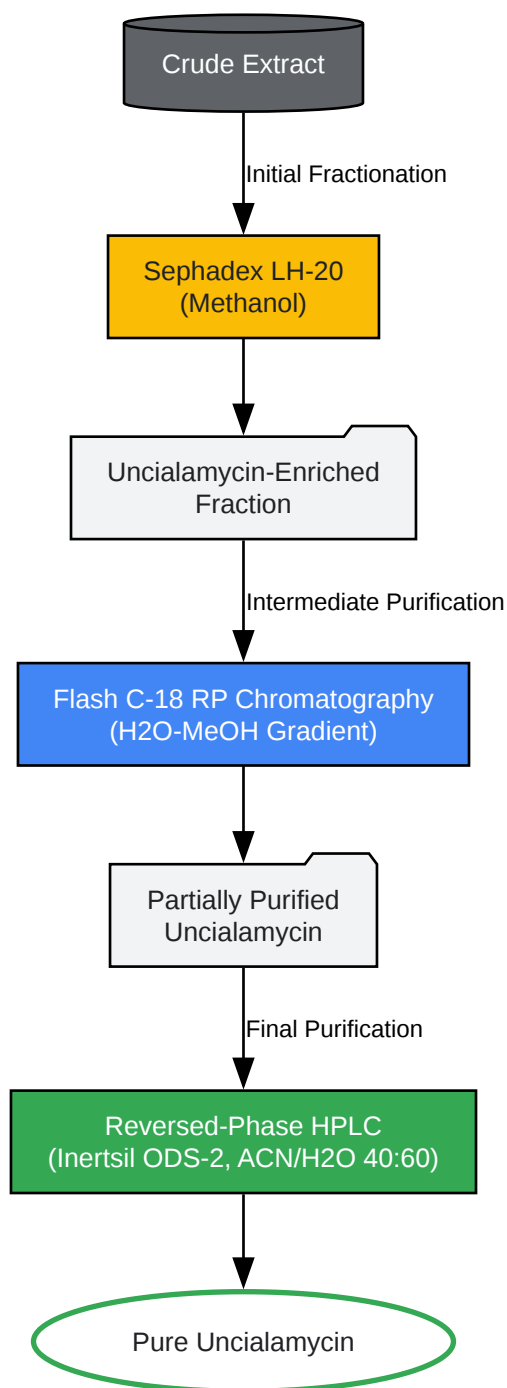 Crude Extract
Initial Fractionation
Sephadex LH-20
(Methanol)
Uncialamycin-Enriched
Fraction
Intermediate Purification
Flash C-18 RP Chromatography
(H2O-MeOH Gradient)
Partially Purified
Uncialamycin
Final Purification
Reversed-Phase HPLC
(Inertsil ODS-2, ACN/H2O 40:60)
Pure Uncialamycin